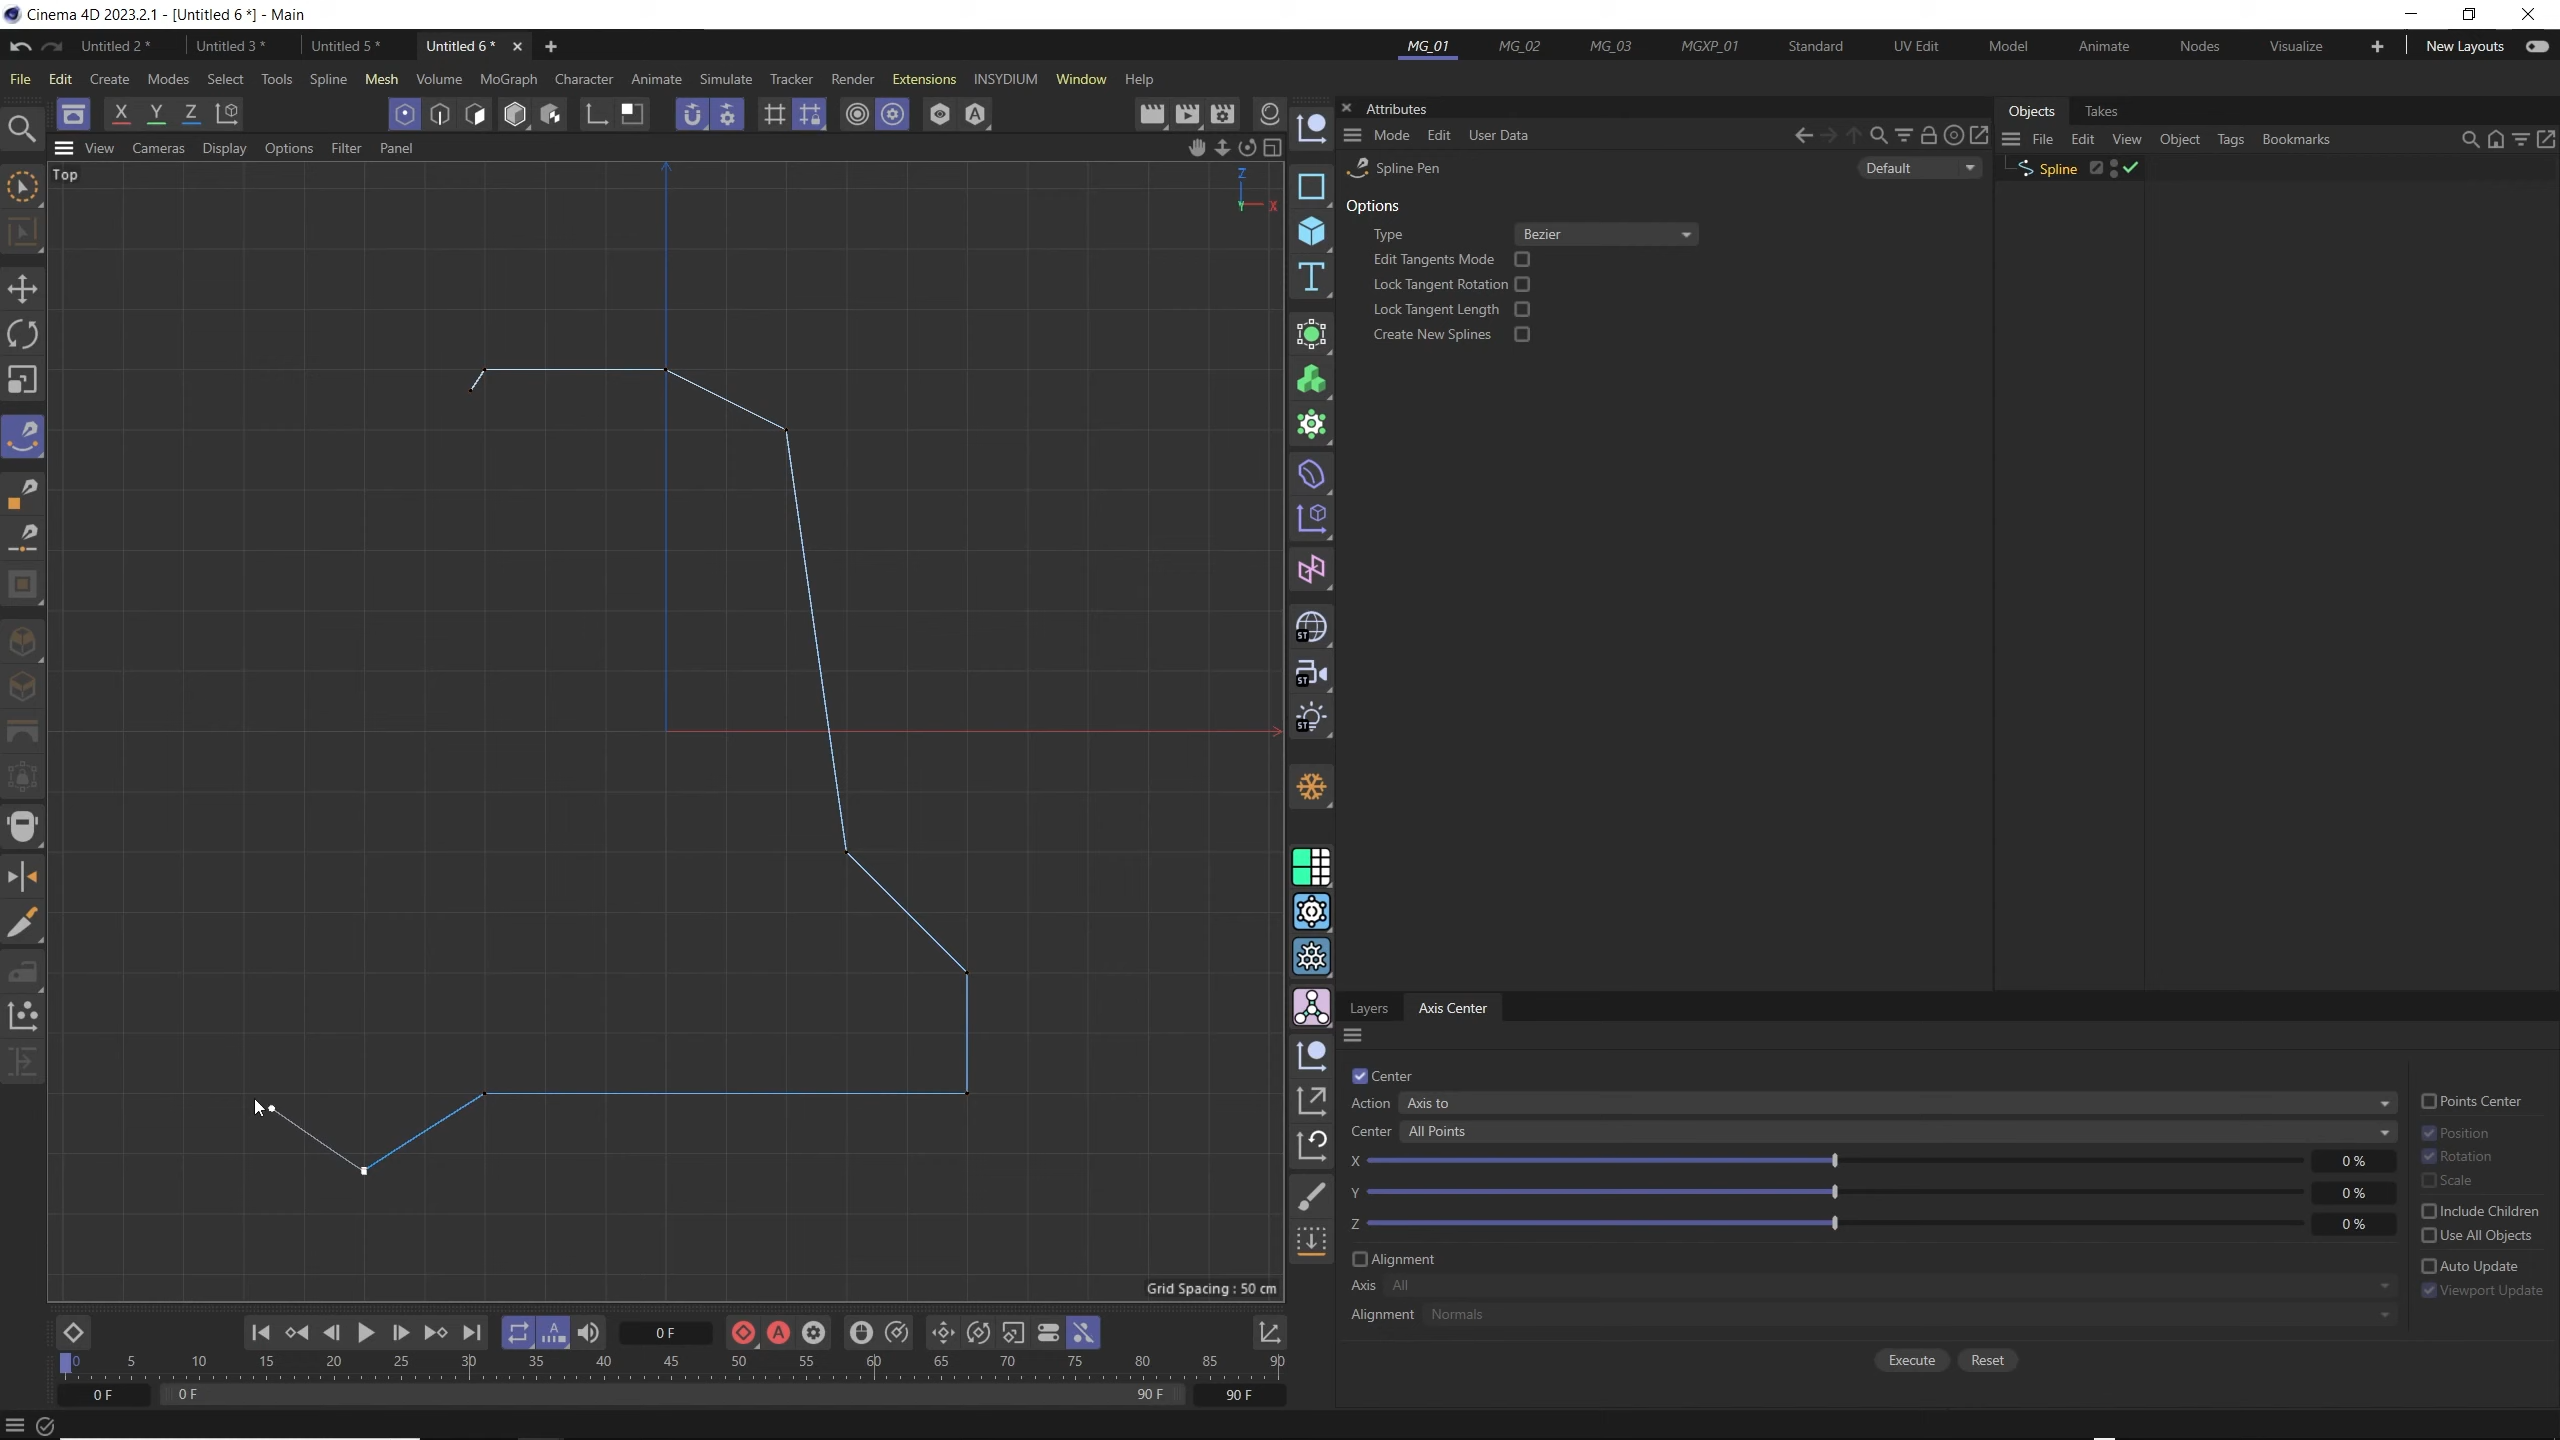 Cinema 4D 2023.2.1 - [Untitled 6 *] - Main
Untitled 2 * Untitled 3 * Untitled 5 * Untitled 6 * MG_01 MG_02 MG_03 MGXP_01 Standard UV Edit Model Animate Nodes Visualize New Layouts
File Edit Create Modes Select Tools Spline Mesh Volume MoGraph Character Animate Simulate Tracker Render Extensions INSYDIUM Window Help
X Y Z
Attributes
Objects Takes
View Cameras Display Options Filter Panel
Mode Edit User Data
File Edit View Object Tags Bookmarks
Top
Z
Y X
Spline Pen Default
Spline
Options
Type Bezier
Edit Tangents Mode
Lock Tangent Rotation
Lock Tangent Length
Create New Splines
ST
ST
ST
Grid Spacing : 50 cm
Layers Axis Center
Center
Action Axis to
Center All Points
X 0 %
Y 0 %
Z 0 %
Alignment
Axis All
Alignment Normals
Points Center
Position
Rotation
Scale
Include Children
Use All Objects
Auto Update
Viewport Update
Execute Reset
0 F
0 5 10 15 20 25 30 35 40 45 50 55 60 65 70 75 80 85 90
0 F 0 F 90 F 90 F